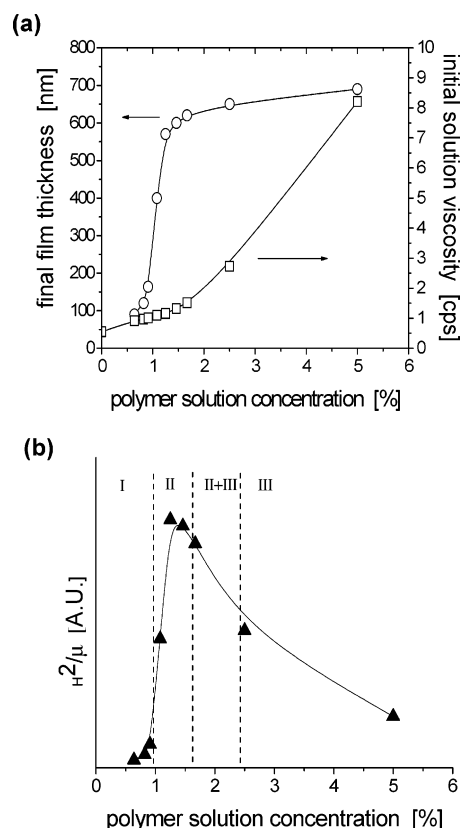 (a)
final film thickness [nm]
800
700
600
500
400
300
200
100
0
10
9
8
7
6
5
4
3
2
1
0
initial solution viscosity [cps]
0 1 2 3 4 5 6
polymer solution concentration [%]
(b)
I II II+III III
H2/μ [A.U.]
0 1 2 3 4 5 6
polymer solution concentration [%]